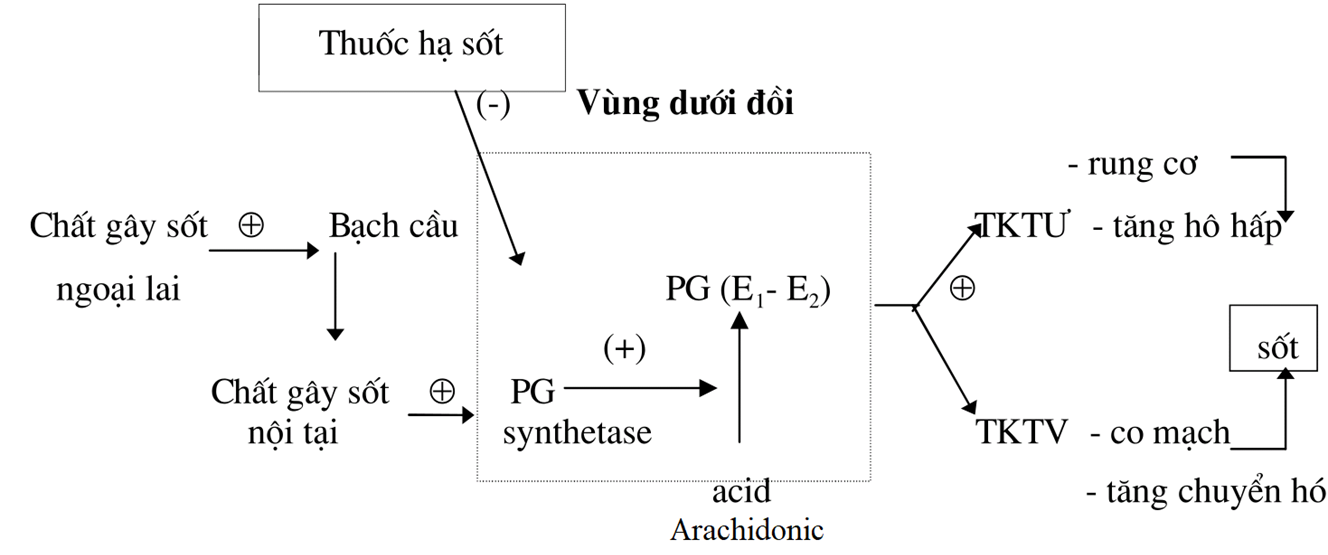 Thuốc hạ sốt
(-)
Vùng dưới đồi
- rung cơ
Chất gây sốt ⊕ Bạch cầu
ngoại lai
TKTƯ - tăng hô hấp
PG (E₁- E₂)
⊕
(+)
sốt
Chất gây sốt ⊕ PG
nội tại
synthetase
TKTV - co mạch
- tăng chuyển hó
acid
Arachidonic